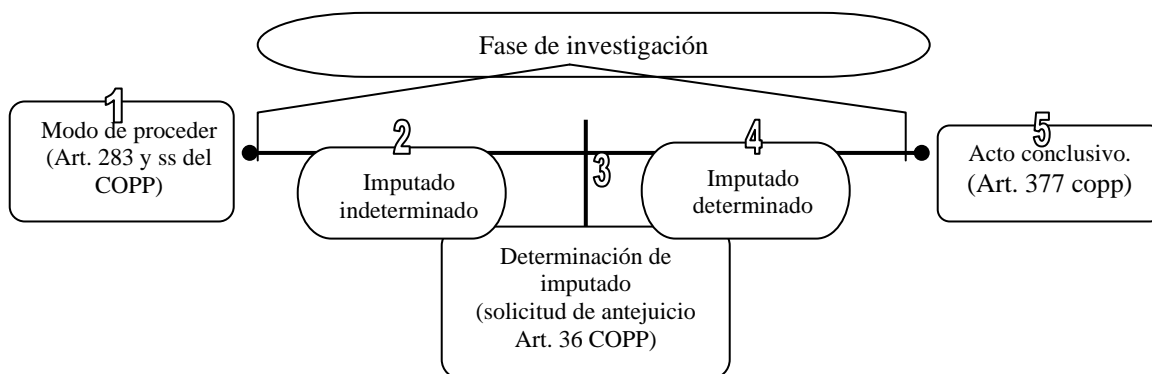 Fase de investigación
1
Modo de proceder
(Art. 283 y ss del
COPP)
2
Imputado
indeterminado
3
Determinación de
imputado
(solicitud de antejuicio
Art. 36 COPP)
4
Imputado
determinado
5
Acto conclusivo.
(Art. 377 copp)